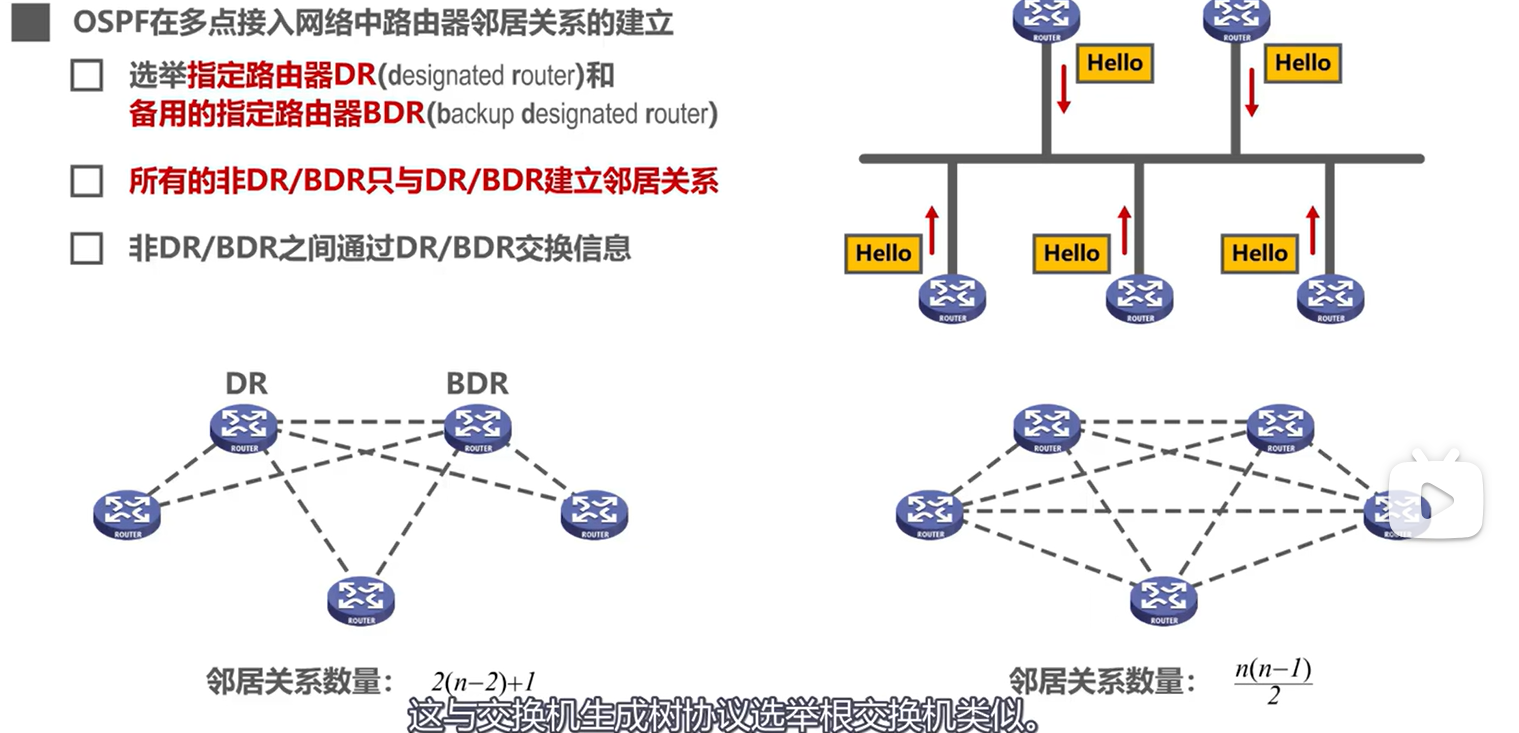 OSPF在多点接入网络中路由器邻居关系的建立
选举指定路由器DR(designated router)和
备用的指定路由器BDR(backup designated router)
所有的非DR/BDR只与DR/BDR建立邻居关系
非DR/BDR之间通过DR/BDR交换信息
ROUTER
ROUTER
Hello
Hello
Hello
Hello
Hello
ROUTER
ROUTER
ROUTER
DR
BDR
ROUTER
ROUTER
ROUTER
ROUTER
ROUTER
邻居关系数量： 2(n−2)+1
ROUTER
ROUTER
ROUTER
ROUTER
ROUTER
邻居关系数量： n(n−1)/2
这与交换机生成树协议选举根交换机类似。